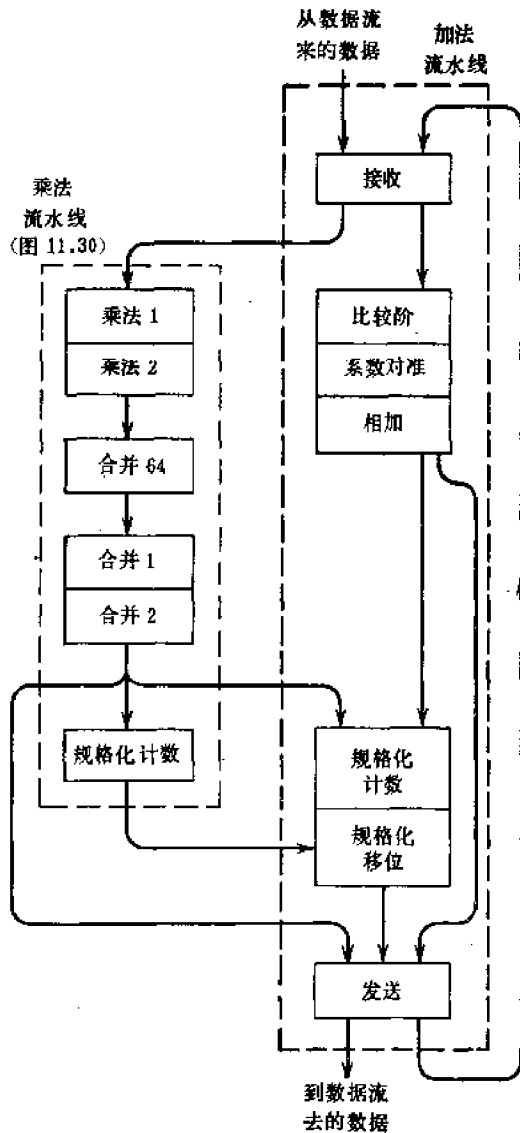 从数据流
来的数据
加法
流水线
接收
乘法
流水线
(图 11.30)
乘法 1
乘法 2
合并 64
合并 1
合并 2
规格化计数
比较阶
系数对准
相加
规格化
计数
规格化
移位
发送
到数据流
去的数据